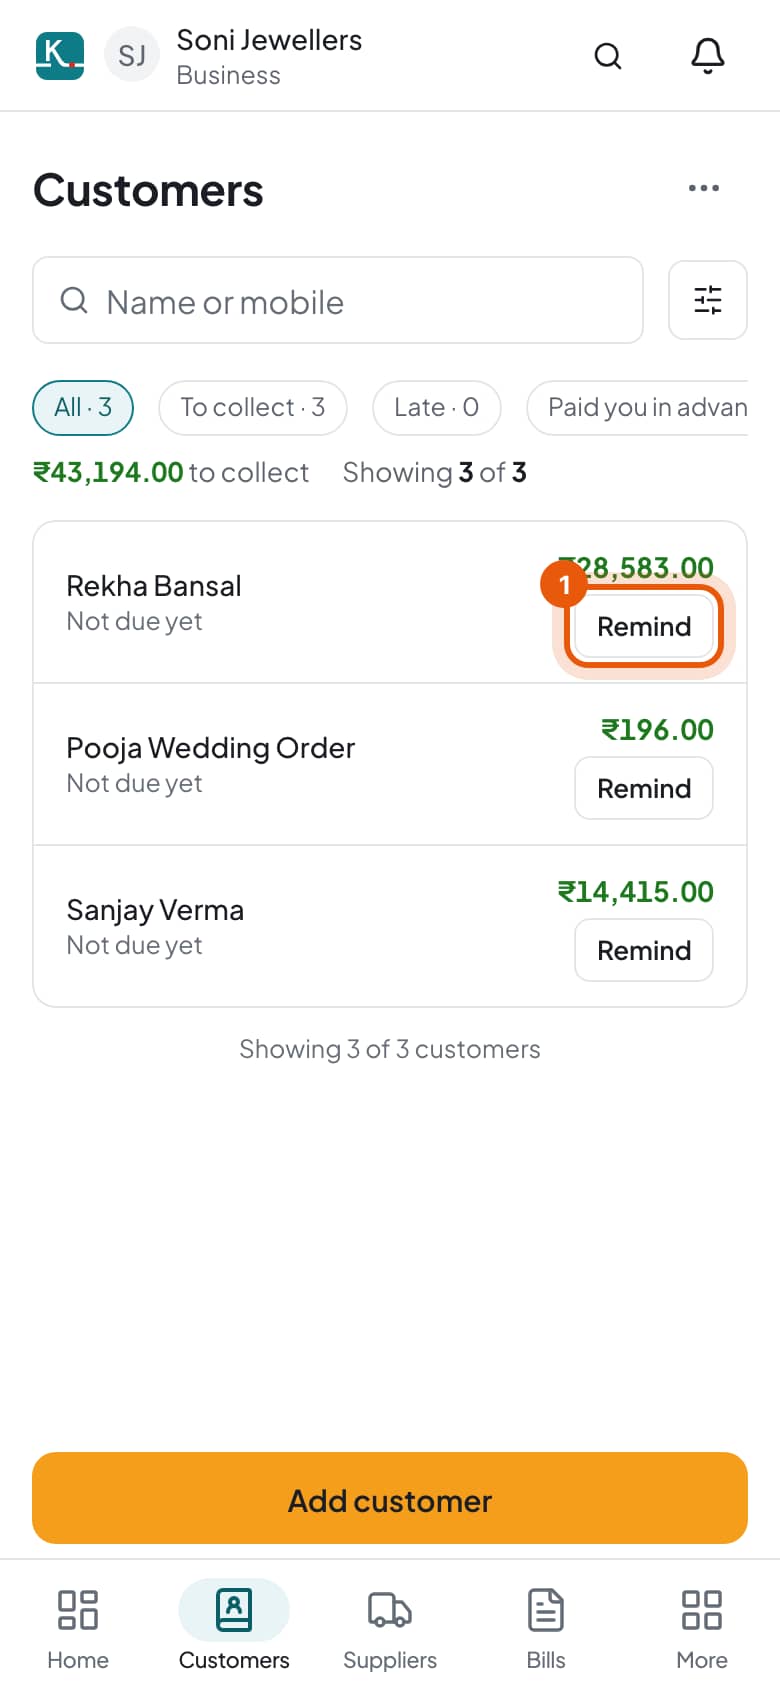 K.
SJ
Soni Jewellers
Business
Customers
Name or mobile
All · 3
To collect · 3
Late · 0
Paid you in advan
₹43,194.00 to collect
Showing 3 of 3
Rekha Bansal
Not due yet
₹28,583.00
1
Remind
Pooja Wedding Order
Not due yet
₹196.00
Remind
Sanjay Verma
Not due yet
₹14,415.00
Remind
Showing 3 of 3 customers
Add customer
Home
Customers
Suppliers
Bills
More